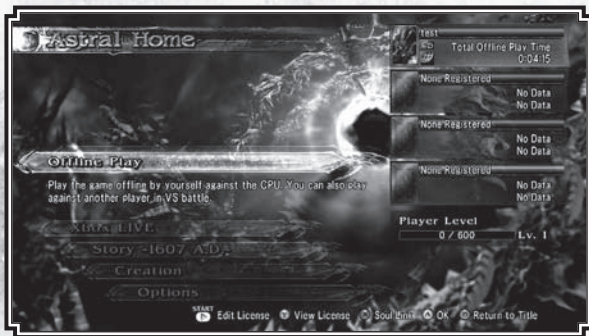 Astral Home
test
Total Offline Play Time
0:04:15
None Registered
No Data
No Data
None Registered
No Data
No Data
None Registered
No Data
No Data
Offline Play
Play the game offline by yourself against the CPU. You can also play
against another player in VS battle.
Player Level
0 / 600 Lv. 1
Xbox LIVE
Story -1607 A.D.-
Creation
Options
START Edit License Y View License X Soul Link A OK B Return to Title